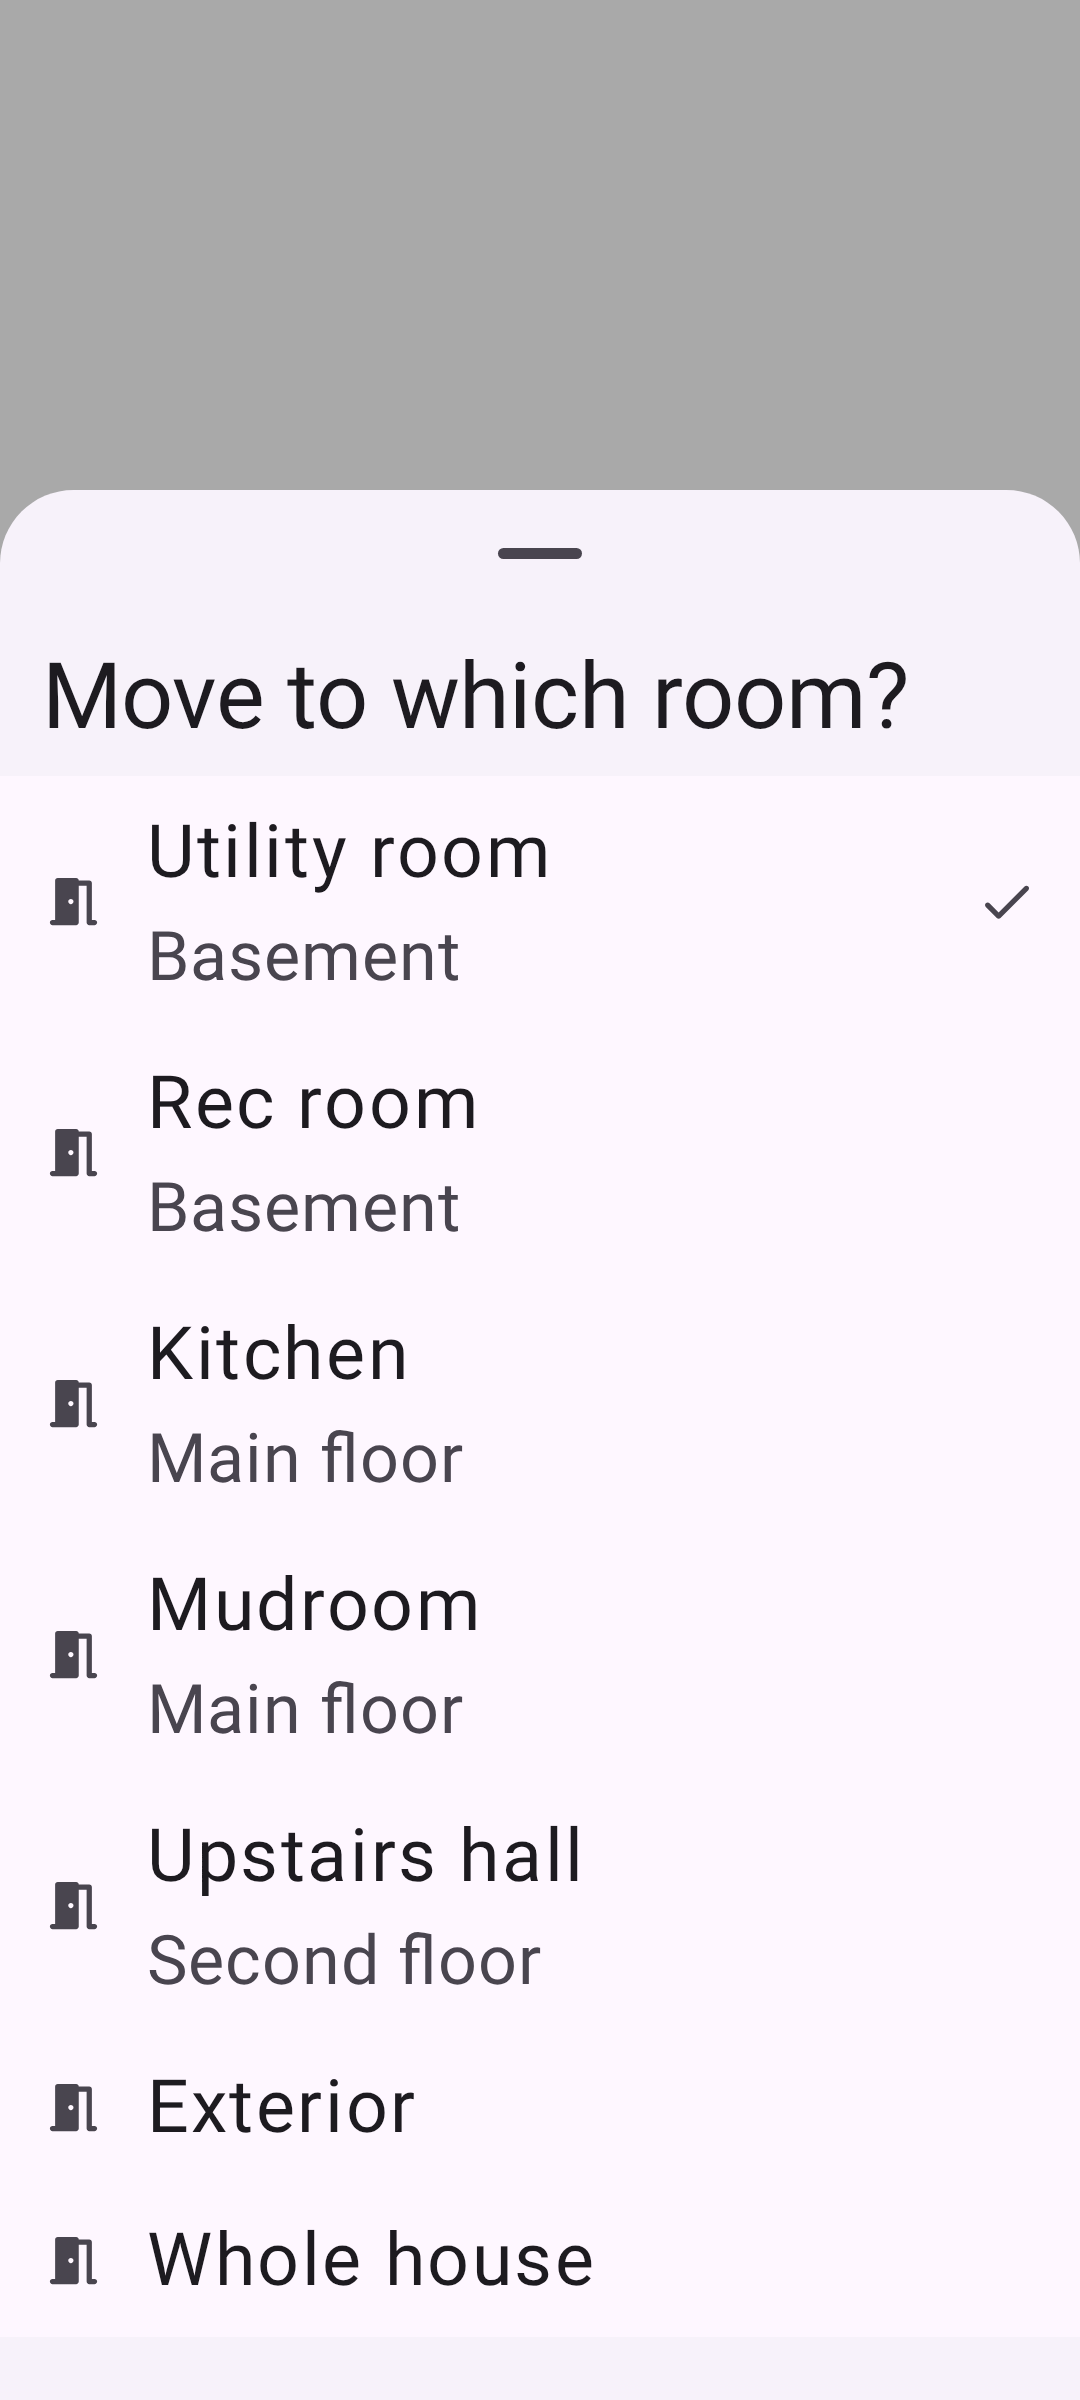 Move to which room?
Utility room
Basement
Rec room
Basement
Kitchen
Main floor
Mudroom
Main floor
Upstairs hall
Second floor
Exterior
Whole house